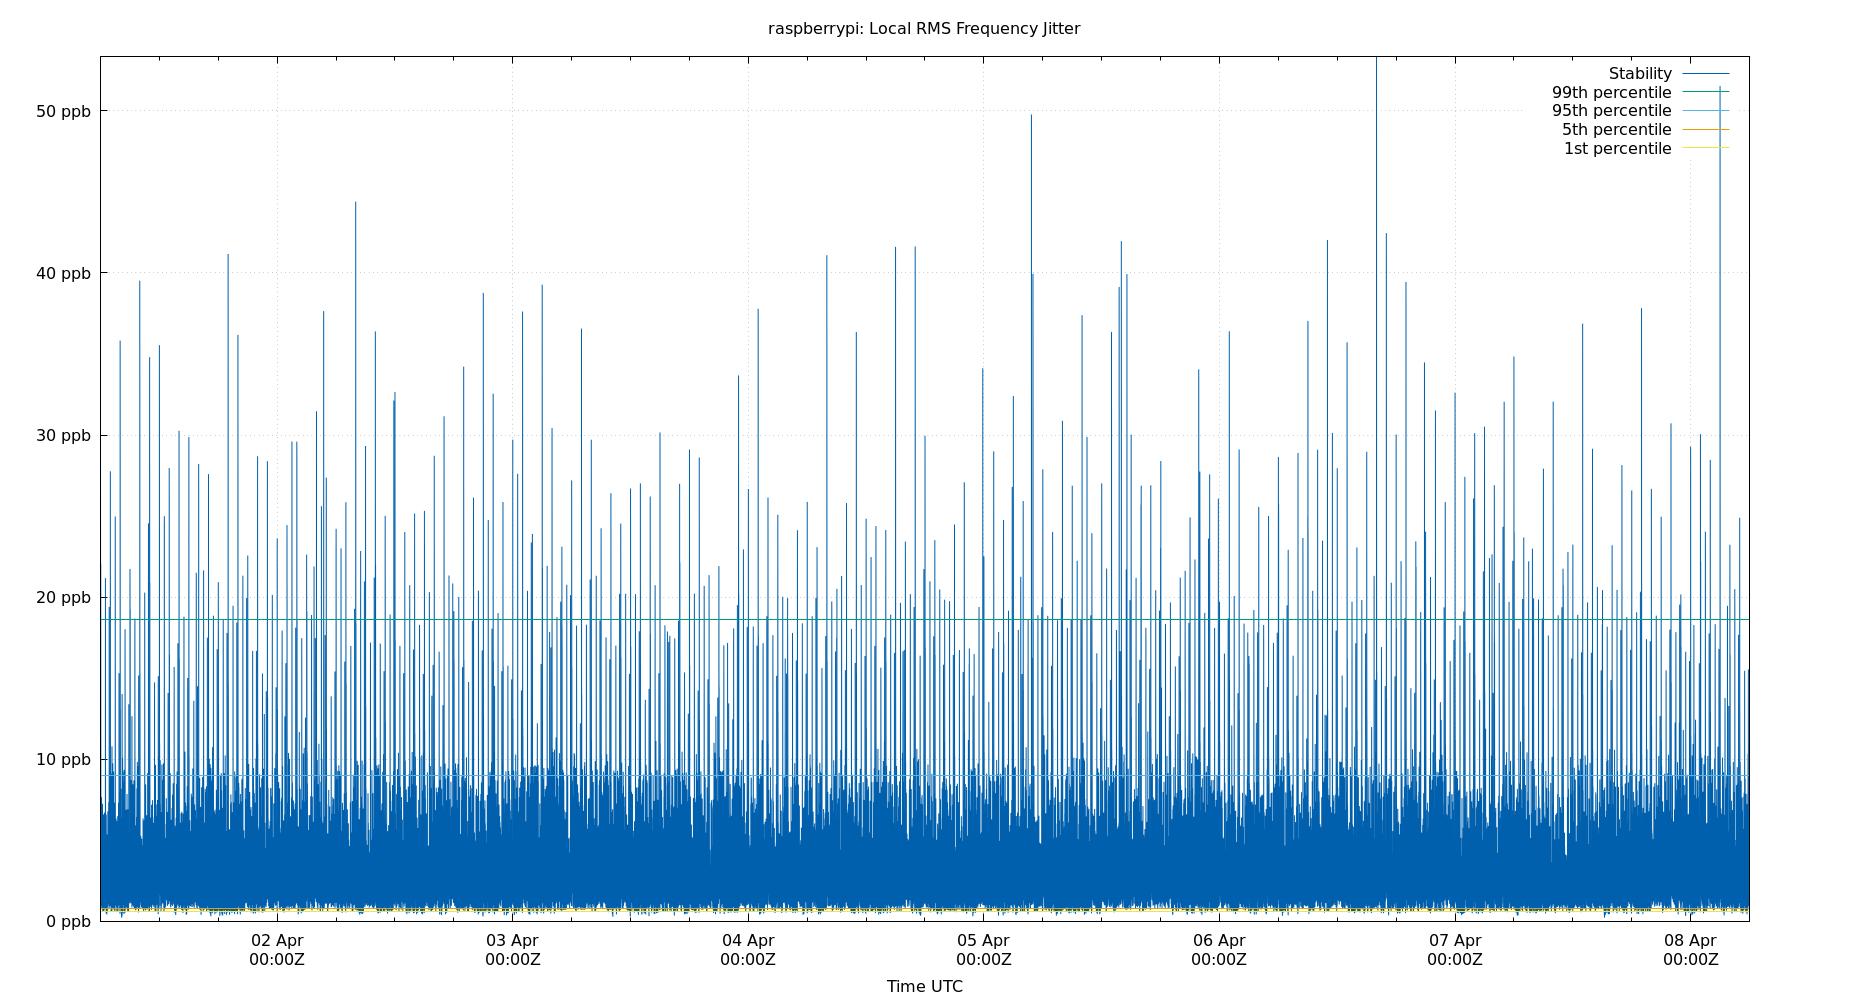 raspberrypi: Local RMS Frequency Jitter
Stability
99th percentile
95th percentile
5th percentile
1st percentile
50 ppb
40 ppb
30 ppb
20 ppb
10 ppb
0 ppb
02 Apr 03 Apr 04 Apr 05 Apr 06 Apr 07 Apr 08 Apr
00:00Z 00:00Z 00:00Z 00:00Z 00:00Z 00:00Z 00:00Z
Time UTC